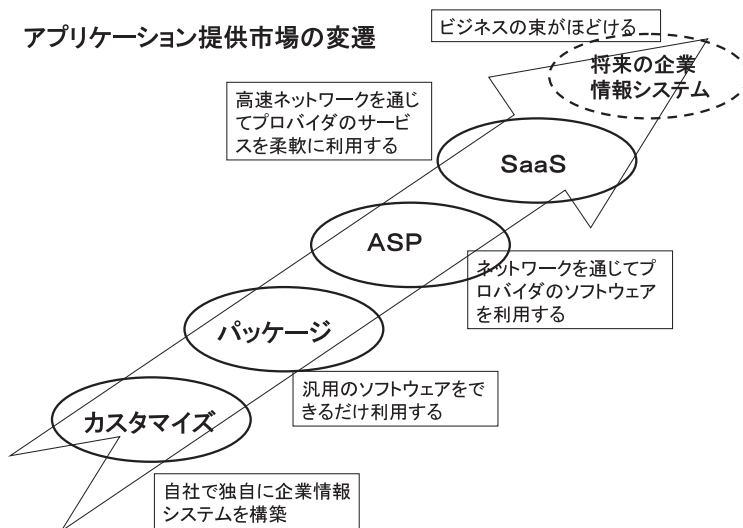 アプリケーション提供市場の変遷
ビジネスの束がほどける
将来の企業
情報システム
高速ネットワークを通じ
てプロバイダのサービ
スを柔軟に利用する
SaaS
ASP
ネットワークを通じてプ
ロバイダのソフトウェア
を利用する
パッケージ
汎用のソフトウェアをで
きるだけ利用する
カスタマイズ
自社で独自に企業情報
システムを構築